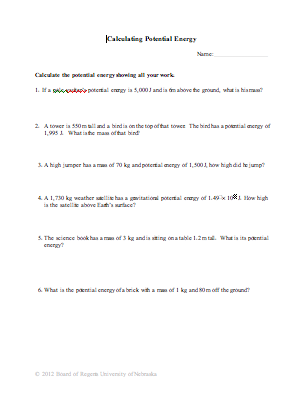 Calculating Potential Energy
Name:
Calculate the potential energy showing all your work.
1. If a potential energy is 5,000 J and is 6m above the ground, what is his mass?
2. A tower is 550 m tall and a bird is on the top of that tower. The bird has a potential energy of
1,995 J. What is the mass of that bird?
3. A high jumper has a mass of 70 kg and potential energy of 1,500 J, how high did he jump?
4. A 1,730 kg weather satellite has a gravitational potential energy of 1.49 × J. How high
is the satellite above Earth's surface?
5. The science book has a mass of 3 kg and is sitting on a table 1.2 m tall. What is its potential
energy?
6. What is the potential energy of a brick with a mass of 1 kg and 80 m off the ground?
© 2012 Board of Regents University of Nebraska